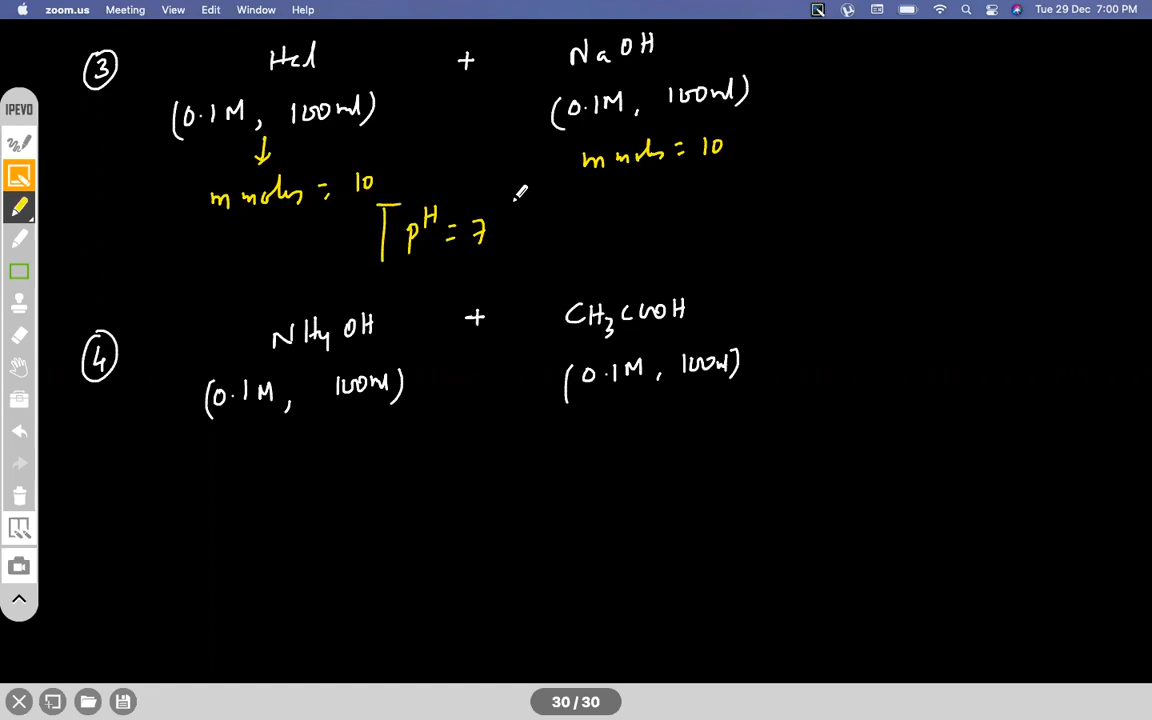 zoom.us Meeting View Edit Window Help Tue 29 Dec 7:00 PM
③ Hcl + NaOH
IPEVO
(0.1M, 100ml) (0.1M, 100ml)
m moles = 10 m moles = 10
pH = 7
④ NH4OH + CH3COOH
(0.1M, 100ml) (0.1M, 100ml)
30 / 30